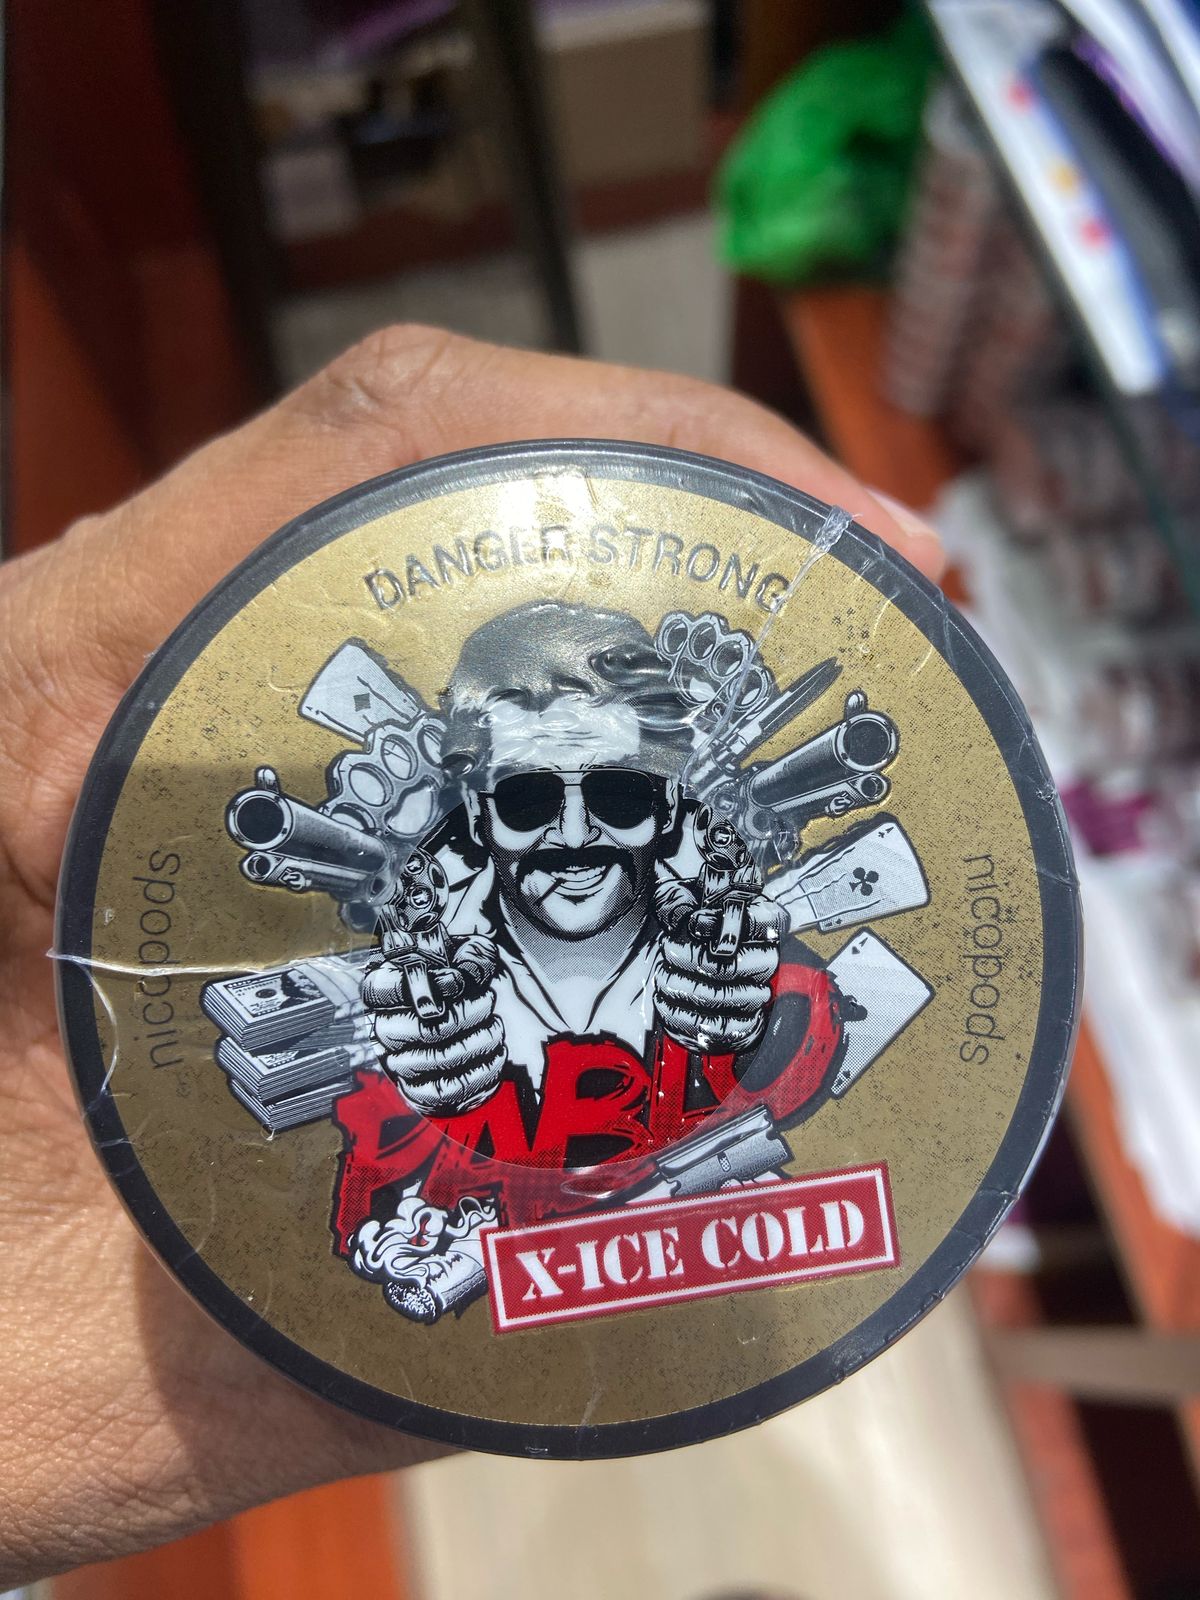 DANGER STRONG
nicopods
nicopods
PABLO
X-ICE COLD